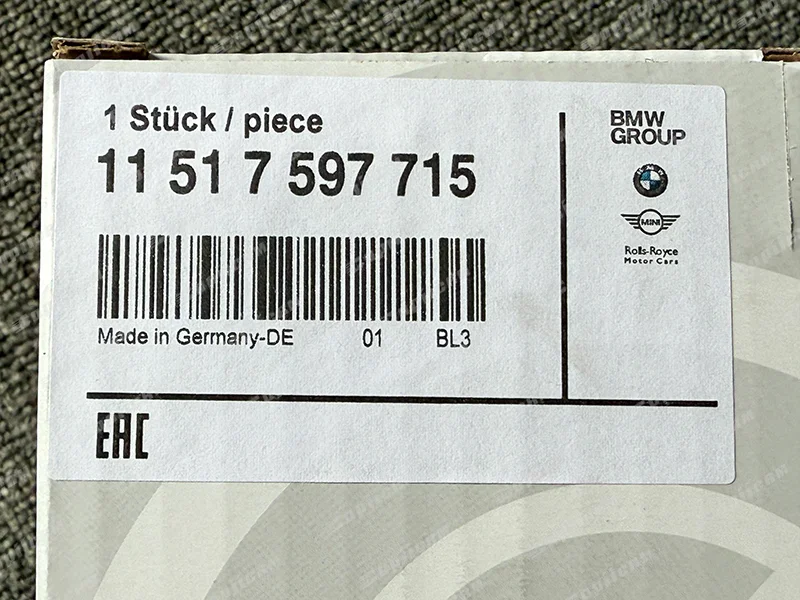 1 Stück / piece
11 51 7 597 715
Made in Germany-DE 01 BL3
EAC
BMW
GROUP
BMW
MINI
Rolls-Royce
Motor Cars